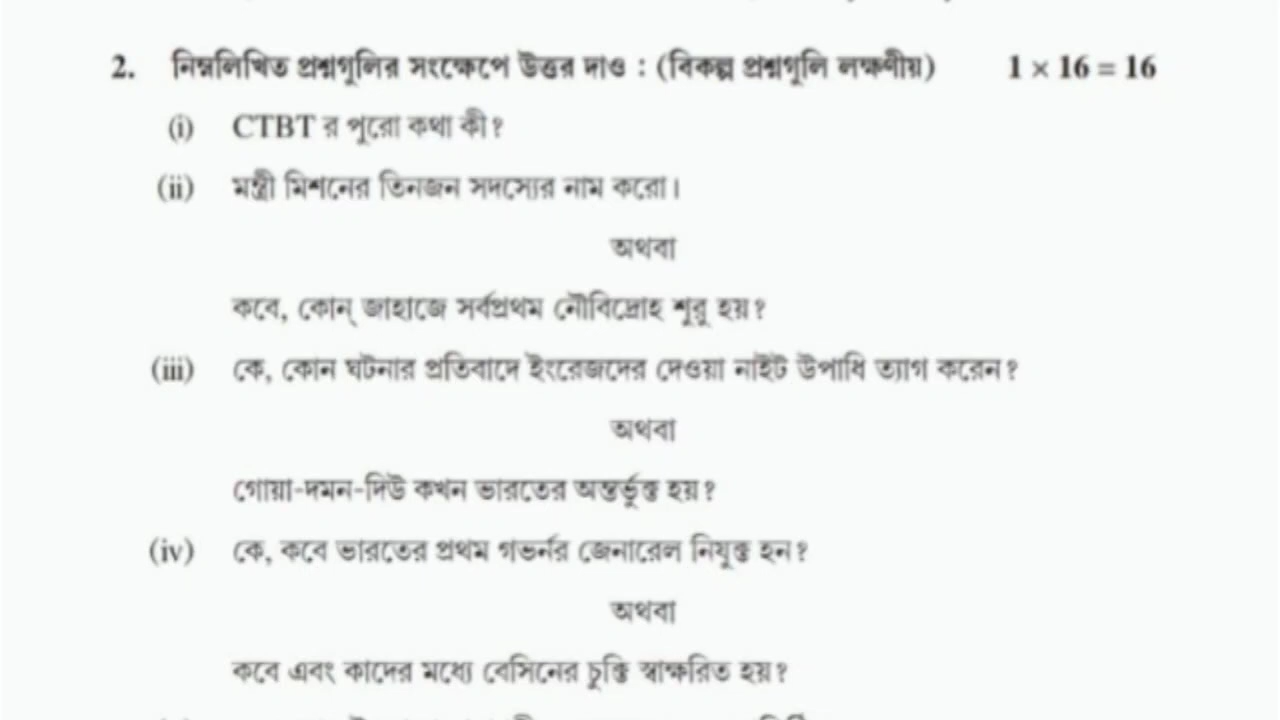 2. নিম্নলিখিত প্রশ্নগুলির সংক্ষেপে উত্তর দাও : (বিকল্প প্রশ্নগুলি লক্ষণীয়) 1 × 16 = 16
(i) CTBT র পুরো কথা কী?
(ii) মন্ত্রী মিশনের তিনজন সদস্যের নাম করো।
অথবা
কবে, কোন্ জাহাজে সর্বপ্রথম নৌবিদ্রোহ শুরু হয়?
(iii) কে, কোন ঘটনার প্রতিবাদে ইংরেজদের দেওয়া নাইট উপাধি ত্যাগ করেন?
অথবা
গোয়া-দমন-দিউ কখন ভারতের অন্তর্ভুক্ত হয়?
(iv) কে, কবে ভারতের প্রথম গভর্নর জেনারেল নিযুক্ত হন?
অথবা
কবে এবং কাদের মধ্যে বেসিনের চুক্তি স্বাক্ষরিত হয়?